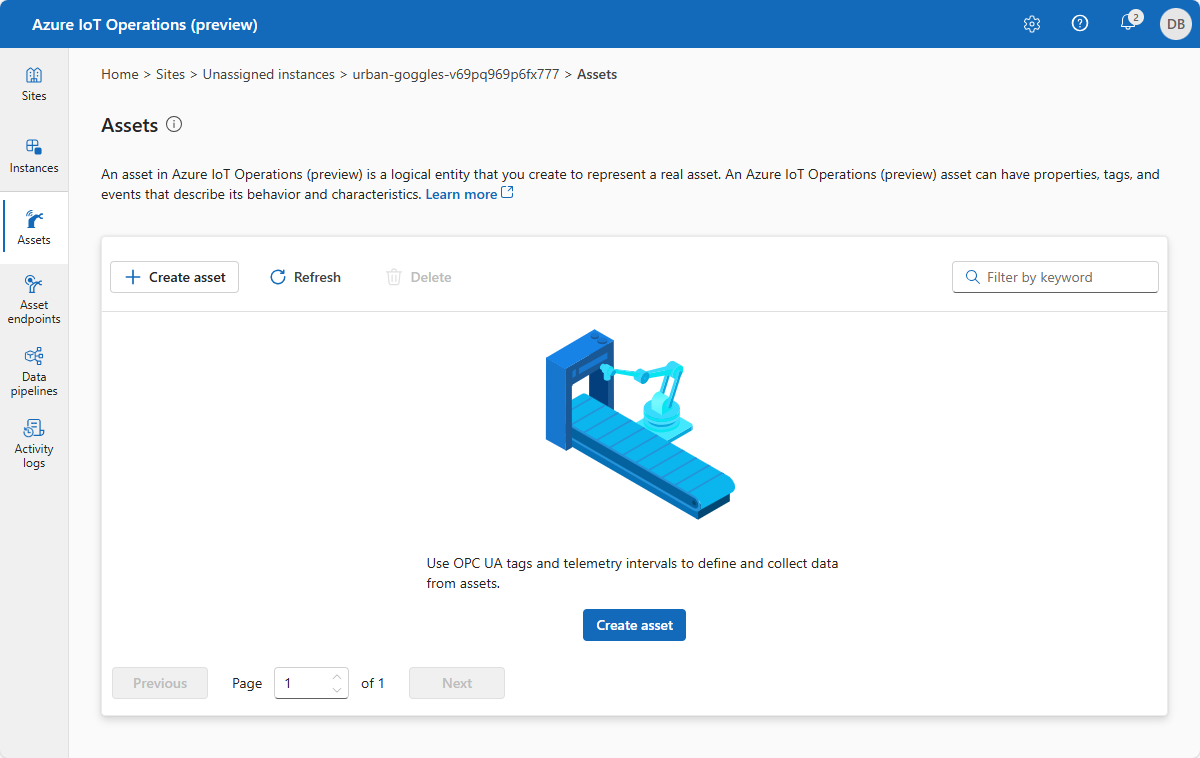 Azure IoT Operations (preview)
2
DB
Sites
Instances
Assets
Asset
endpoints
Data
pipelines
Activity
logs
Home > Sites > Unassigned instances > urban-goggles-v69pq969p6fx777 > Assets
Assets
An asset in Azure IoT Operations (preview) is a logical entity that you create to represent a real asset. An Azure IoT Operations (preview) asset can have properties, tags, and
events that describe its behavior and characteristics. Learn more
Create asset
Refresh
Delete
Filter by keyword
Use OPC UA tags and telemetry intervals to define and collect data
from assets.
Create asset
Previous
Page 1 of 1
Next